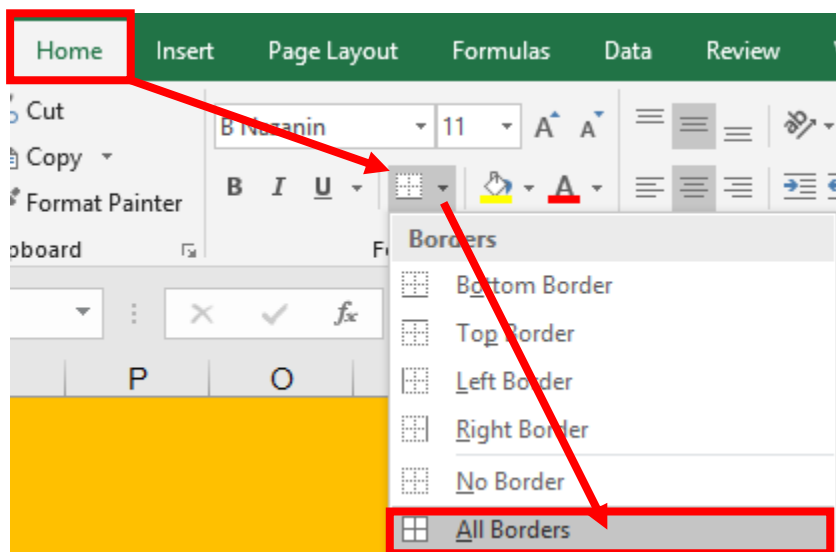 Home Insert Page Layout Formulas Data Review
Cut
B Nazanin 11 A A
Copy
Format Painter
B I U A
Borders
Bottom Border
fx
Top Border
P O
Left Border
Right Border
No Border
All Borders